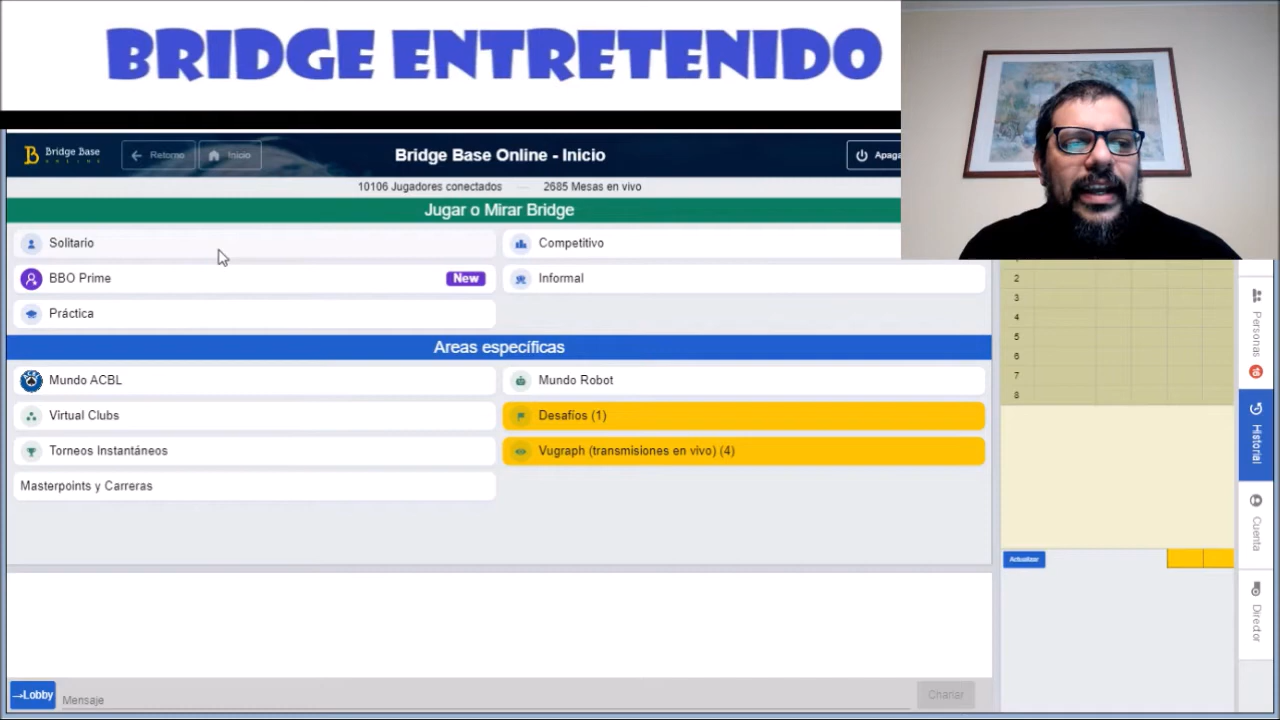 BRIDGE ENTRETENIDO
Bridge Base
ONLINE
Retorno
Inicio
Bridge Base Online - Inicio
Apaga
10106 Jugadores conectados
2685 Mesas en vivo
Jugar o Mirar Bridge
Solitario
Competitivo
BBO Prime
New
Informal
Práctica
Areas específicas
Mundo ACBL
Mundo Robot
Virtual Clubs
Desafíos (1)
Torneos Instantáneos
Vugraph (transmisiones en vivo) (4)
Masterpoints y Carreras
→Lobby
Mensaje
Charlar
2
3
4
5
6
7
8
Actualizar
Personas
Historial
Cuenta
Director